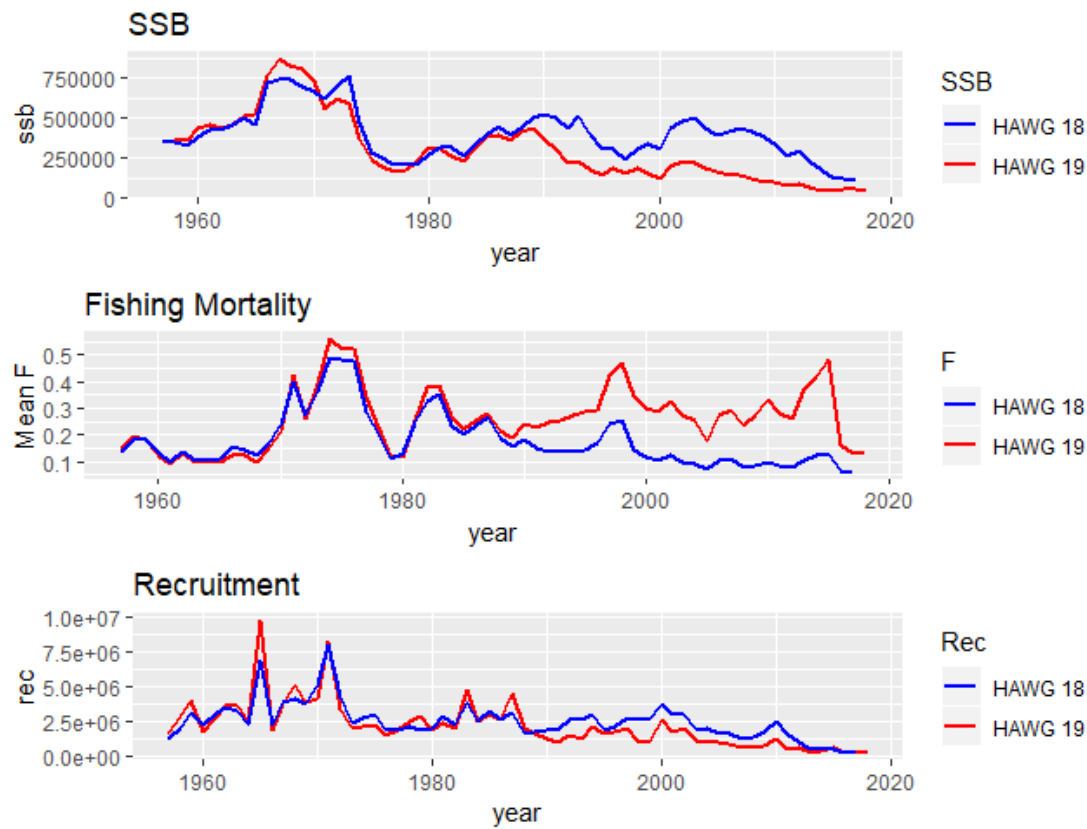 SSB
750000
500000
250000
0
ssb
1960 1980 2000 2020
year
SSB
HAWG 18
HAWG 19
Fishing Mortality
0.5
0.4
0.3
0.2
0.1
Mean F
1960 1980 2000 2020
year
F
HAWG 18
HAWG 19
Recruitment
1.0e+07
7.5e+06
5.0e+06
2.5e+06
0.0e+00
rec
1960 1980 2000 2020
year
Rec
HAWG 18
HAWG 19